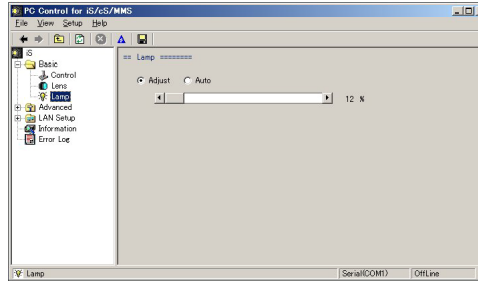 PC Control for iS/cS/MMS
File View Setup Help
iS
Basic
Control
Lens
Lamp
Advanced
LAN Setup
Information
Error Log
== Lamp ========
Adjust Auto
12 %
Lamp Serial(COM1) OffLine